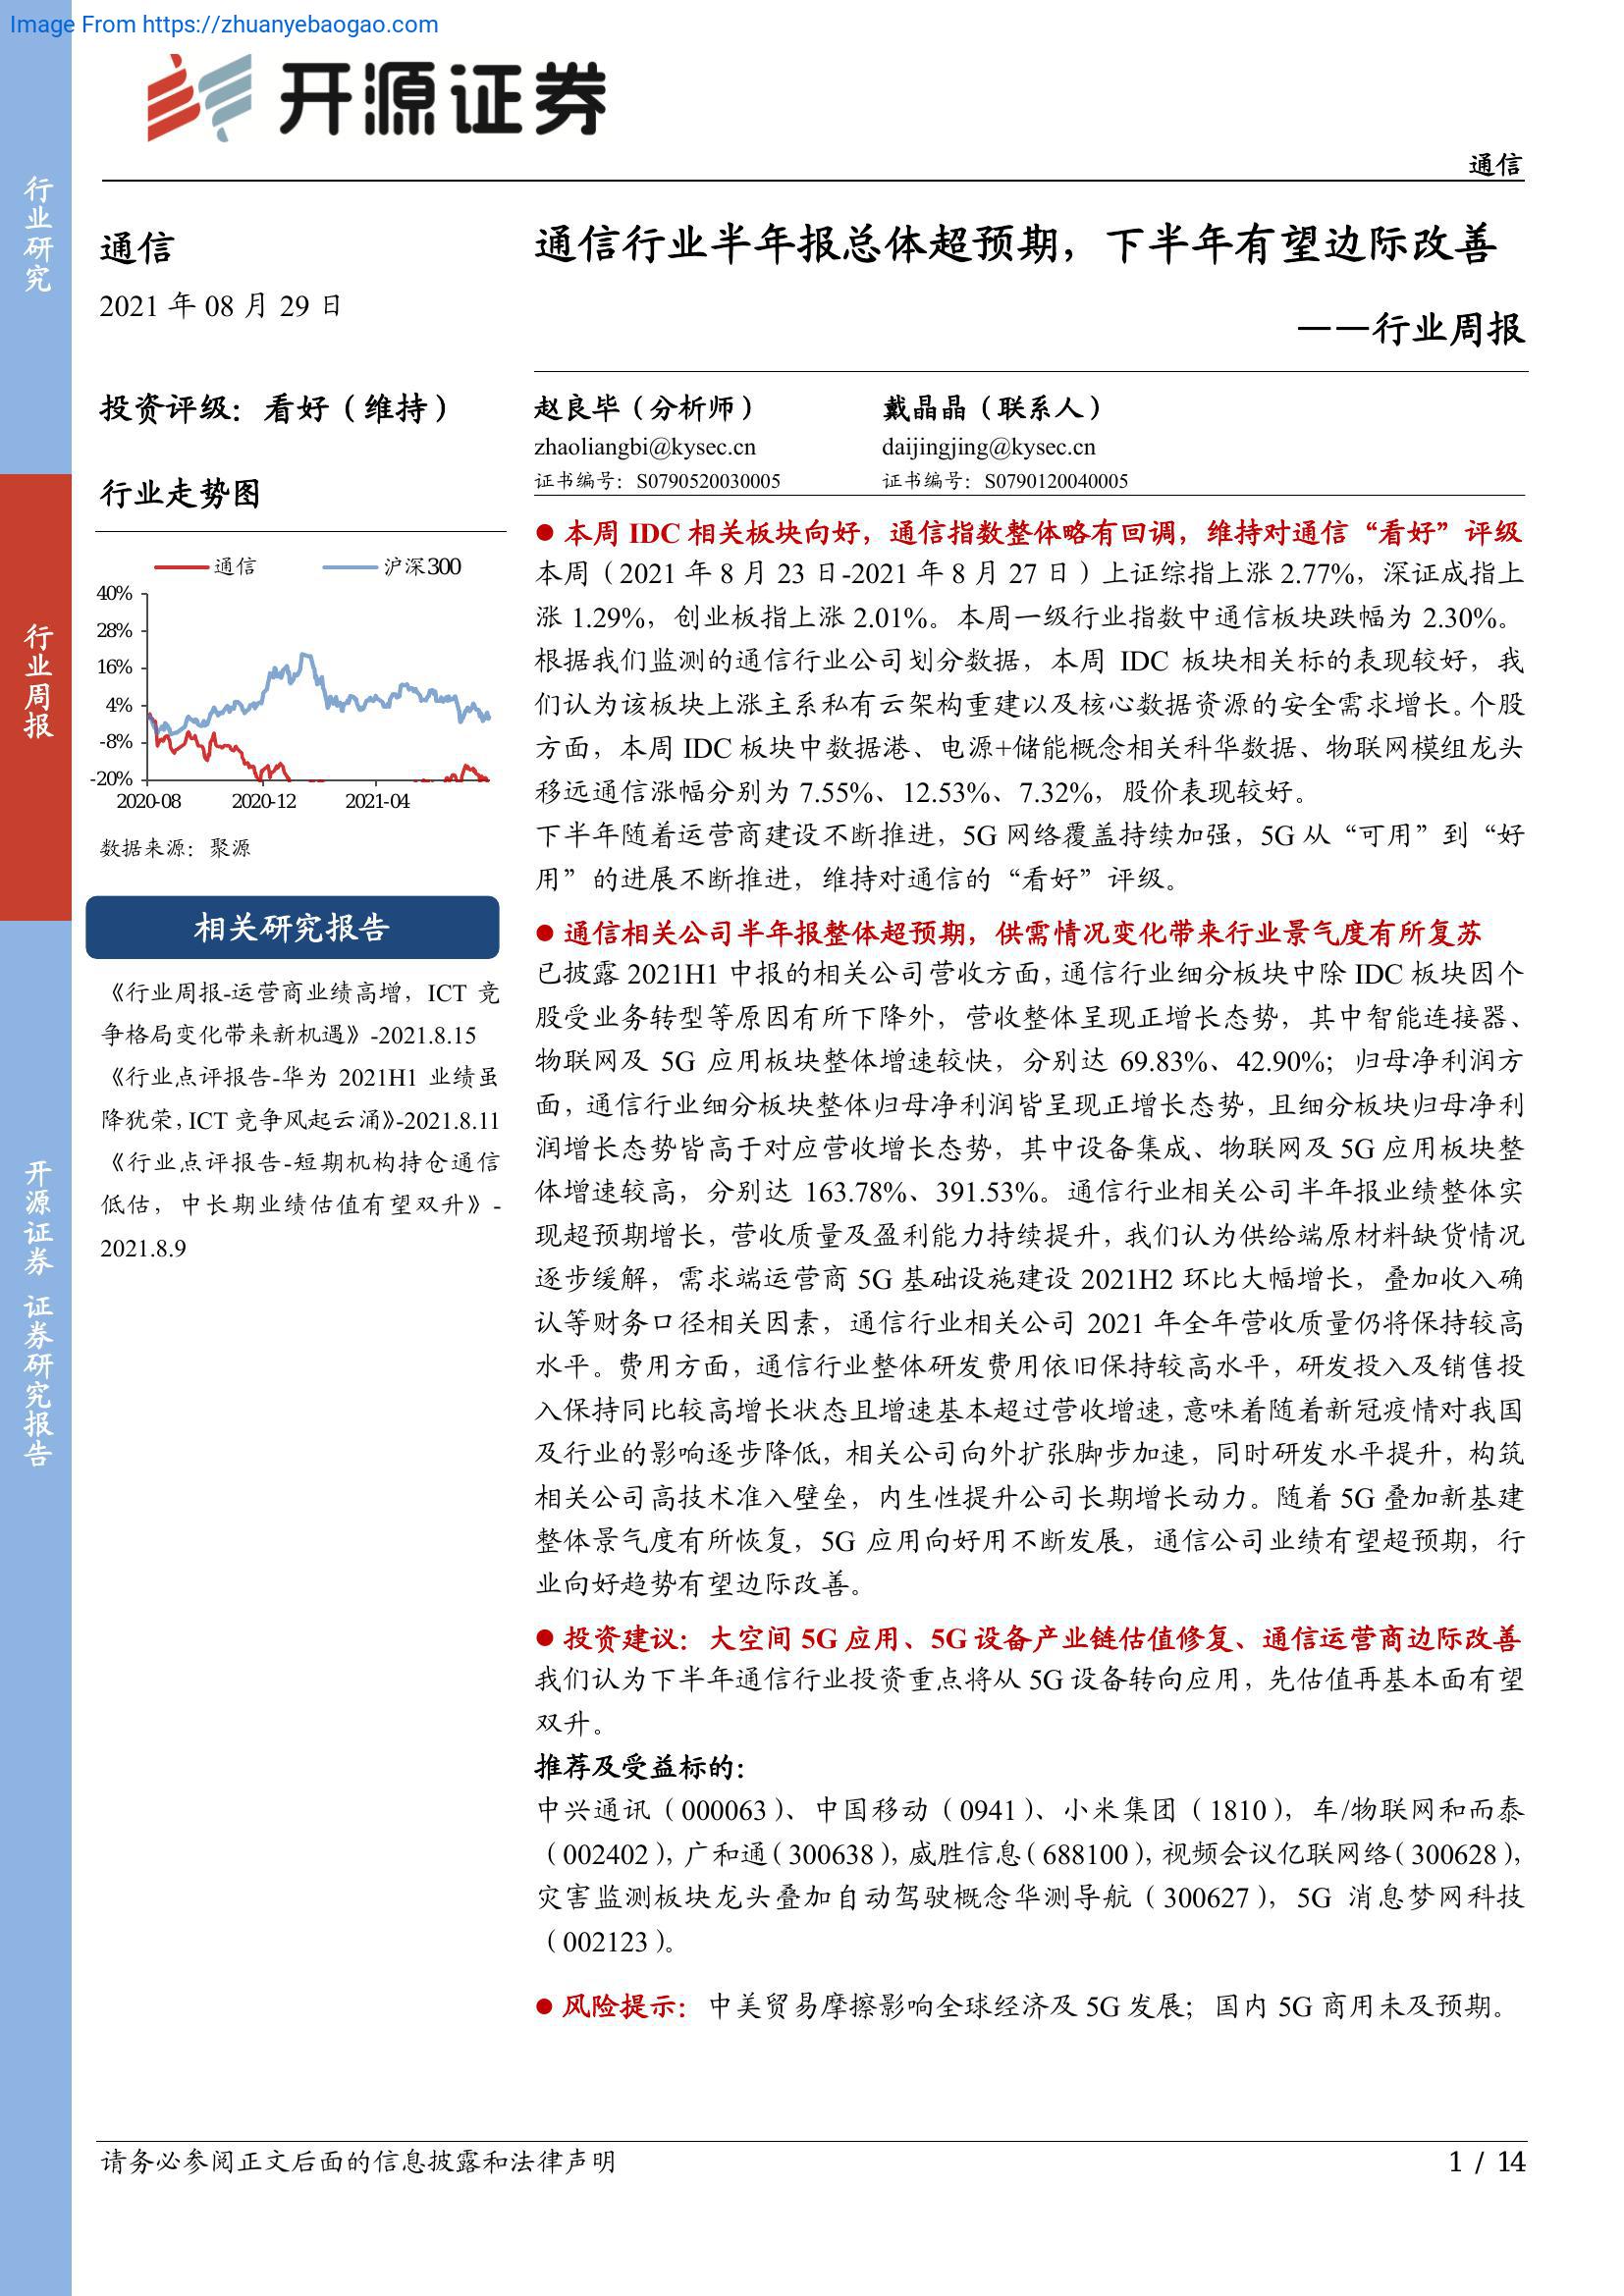 Image From https://zhuanyebaogao.com
开源证券
通信
行业研究
行业周报
开源证券 证券研究报告
通信
2021 年 08 月 29 日
投资评级：看好（维持）
行业走势图
通信 沪深300
40%
28%
16%
4%
-8%
-20%
2020-08 2020-12 2021-04
数据来源：聚源
相关研究报告
《行业周报-运营商业绩高增，ICT 竞
争格局变化带来新机遇》-2021.8.15
《行业点评报告-华为 2021H1 业绩虽
降犹荣，ICT 竞争风起云涌》-2021.8.11
《行业点评报告-短期机构持仓通信
低估，中长期业绩估值有望双升》-
2021.8.9
通信行业半年报总体超预期，下半年有望边际改善
——行业周报
赵良毕（分析师） 戴晶晶（联系人）
zhaoliangbi@kysec.cn daijingjing@kysec.cn
证书编号：S0790520030005 证书编号：S0790120040005
● 本周 IDC 相关板块向好，通信指数整体略有回调，维持对通信“看好”评级
本周（2021 年 8 月 23 日-2021 年 8 月 27 日）上证综指上涨 2.77%，深证成指上
涨 1.29%，创业板指上涨 2.01%。本周一级行业指数中通信板块跌幅为 2.30%。
根据我们监测的通信行业公司划分数据，本周 IDC 板块相关标的表现较好，我
们认为该板块上涨主系私有云架构重建以及核心数据资源的安全需求增长。个股
方面，本周 IDC 板块中数据港、电源+储能概念相关科华数据、物联网模组龙头
移远通信涨幅分别为 7.55%、12.53%、7.32%，股价表现较好。
下半年随着运营商建设不断推进，5G 网络覆盖持续加强，5G 从“可用”到“好
用”的进展不断推进，维持对通信的“看好”评级。
● 通信相关公司半年报整体超预期，供需情况变化带来行业景气度有所复苏
已披露 2021H1 中报的相关公司营收方面，通信行业细分板块中除 IDC 板块因个
股受业务转型等原因有所下降外，营收整体呈现正增长态势，其中智能连接器、
物联网及 5G 应用板块整体增速较快，分别达 69.83%、42.90%；归母净利润方
面，通信行业细分板块整体归母净利润皆呈现正增长态势，且细分板块归母净利
润增长态势皆高于对应营收增长态势，其中设备集成、物联网及 5G 应用板块整
体增速较高，分别达 163.78%、391.53%。通信行业相关公司半年报业绩整体实
现超预期增长，营收质量及盈利能力持续提升，我们认为供给端原材料缺货情况
逐步缓解，需求端运营商 5G 基础设施建设 2021H2 环比大幅增长，叠加收入确
认等财务口径相关因素，通信行业相关公司 2021 年全年营收质量仍将保持较高
水平。费用方面，通信行业整体研发费用依旧保持较高水平，研发投入及销售投
入保持同比较高增长状态且增速基本超过营收增速，意味着随着新冠疫情对我国
及行业的影响逐步降低，相关公司向外扩张脚步加速，同时研发水平提升，构筑
相关公司高技术准入壁垒，内生性提升公司长期增长动力。随着 5G 叠加新基建
整体景气度有所恢复，5G 应用向好用不断发展，通信公司业绩有望超预期，行
业向好趋势有望边际改善。
● 投资建议：大空间 5G 应用、5G 设备产业链估值修复、通信运营商边际改善
我们认为下半年通信行业投资重点将从 5G 设备转向应用，先估值再基本面有望
双升。
推荐及受益标的：
中兴通讯（000063）、中国移动（0941）、小米集团（1810），车/物联网和而泰
（002402），广和通（300638），威胜信息（688100），视频会议亿联网络（300628），
灾害监测板块龙头叠加自动驾驶概念华测导航（300627），5G 消息梦网科技
（002123）。
● 风险提示：中美贸易摩擦影响全球经济及 5G 发展；国内 5G 商用未及预期。
请务必参阅正文后面的信息披露和法律声明 1 / 14